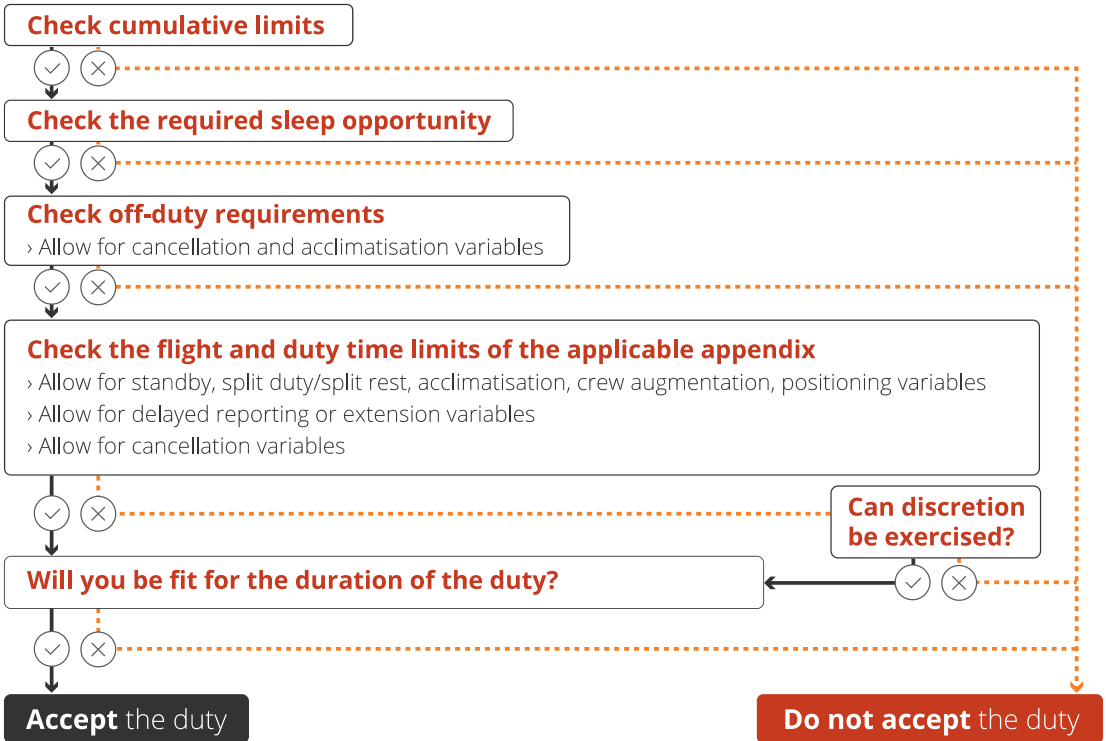 Check cumulative limits
Check the required sleep opportunity
Check off-duty requirements
› Allow for cancellation and acclimatisation variables
Check the flight and duty time limits of the applicable appendix
› Allow for standby, split duty/split rest, acclimatisation, crew augmentation, positioning variables
› Allow for delayed reporting or extension variables
› Allow for cancellation variables
Can discretion
be exercised?
Will you be fit for the duration of the duty?
Accept the duty
Do not accept the duty